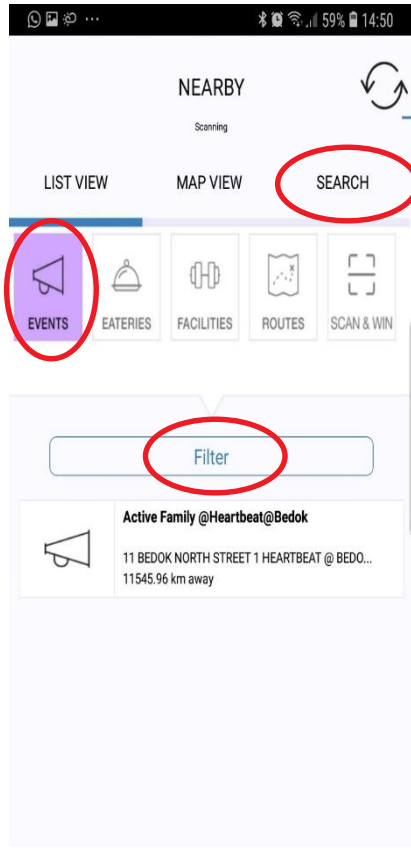 59% 14:50
NEARBY
Scanning
LIST VIEW MAP VIEW SEARCH
EVENTS EATERIES FACILITIES ROUTES SCAN & WIN
Filter
Active Family @Heartbeat@Bedok
11 BEDOK NORTH STREET 1 HEARTBEAT @ BEDO...
11545.96 km away